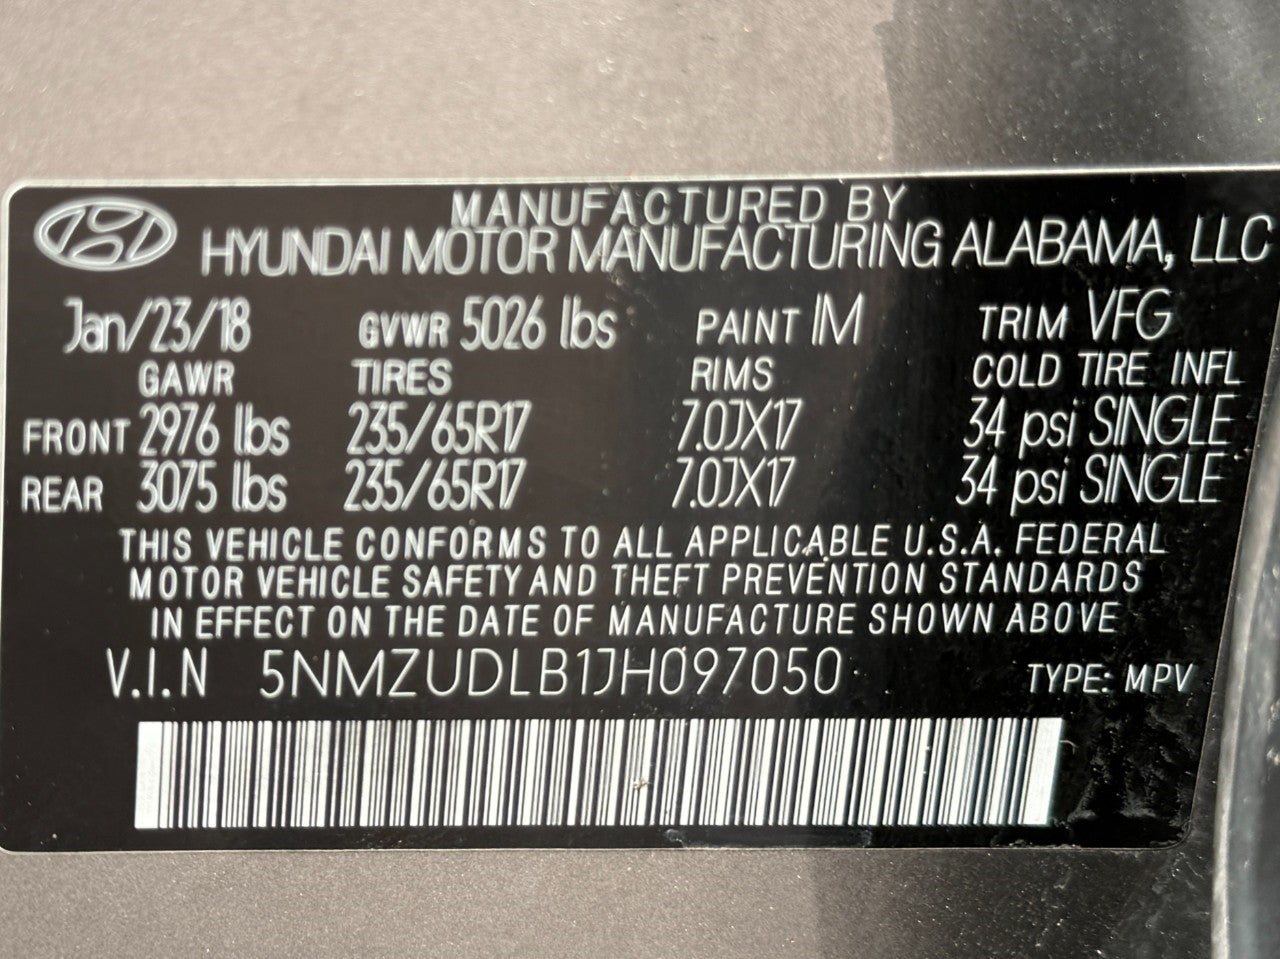 MANUFACTURED BY
HYUNDAI MOTOR MANUFACTURING ALABAMA, LLC
Jan/23/18 GVWR 5026 lbs PAINT IM TRIM VFG
GAWR TIRES RIMS COLD TIRE INFL
FRONT 2976 lbs 235/65R17 7.0JX17 34 psi SINGLE
REAR 3075 lbs 235/65R17 7.0JX17 34 psi SINGLE
THIS VEHICLE CONFORMS TO ALL APPLICABLE U.S.A. FEDERAL
MOTOR VEHICLE SAFETY AND THEFT PREVENTION STANDARDS
IN EFFECT ON THE DATE OF MANUFACTURE SHOWN ABOVE
V.I.N 5NMZUDLB1JH097050 TYPE: MPV